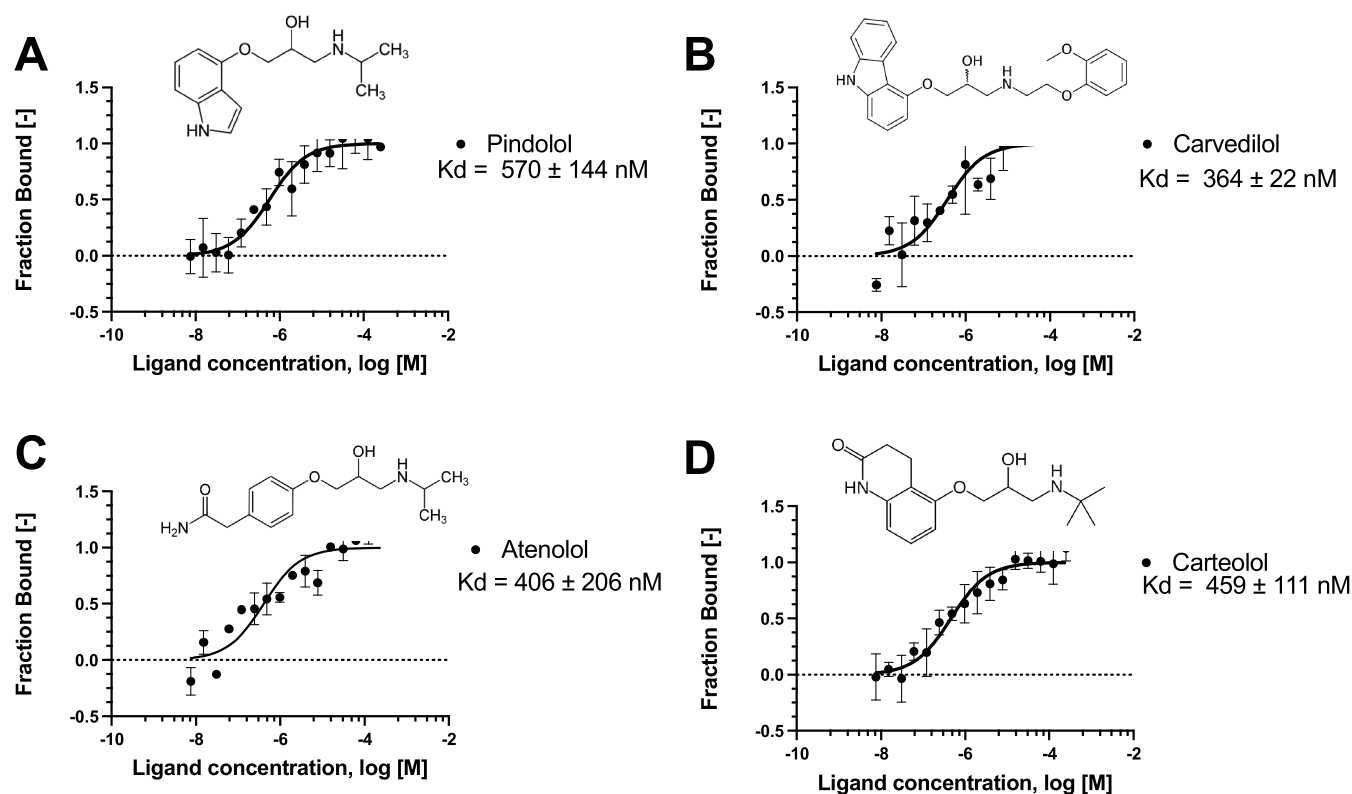 A
OH
O
H
N
CH3
CH3
HN
Fraction Bound [-]
1.5
1.0
0.5
0.0
-0.5
-10
-8
-6
-4
-2
Ligand concentration, log [M]
Pindolol
Kd = 570 ± 144 nM
B
HN
O
OH
H
N
O
O
Fraction Bound [-]
1.5
1.0
0.5
0.0
-0.5
-10
-8
-6
-4
-2
Ligand concentration, log [M]
Carvedilol
Kd = 364 ± 22 nM
C
O
H2N
O
OH
H
N
CH3
CH3
Fraction Bound [-]
1.5
1.0
0.5
0.0
-0.5
-10
-8
-6
-4
-2
Ligand concentration, log [M]
Atenolol
Kd = 406 ± 206 nM
D
O
HN
O
OH
H
N
Fraction Bound [-]
1.5
1.0
0.5
0.0
-0.5
-10
-8
-6
-4
-2
Ligand concentration, log [M]
Carteolol
Kd = 459 ± 111 nM